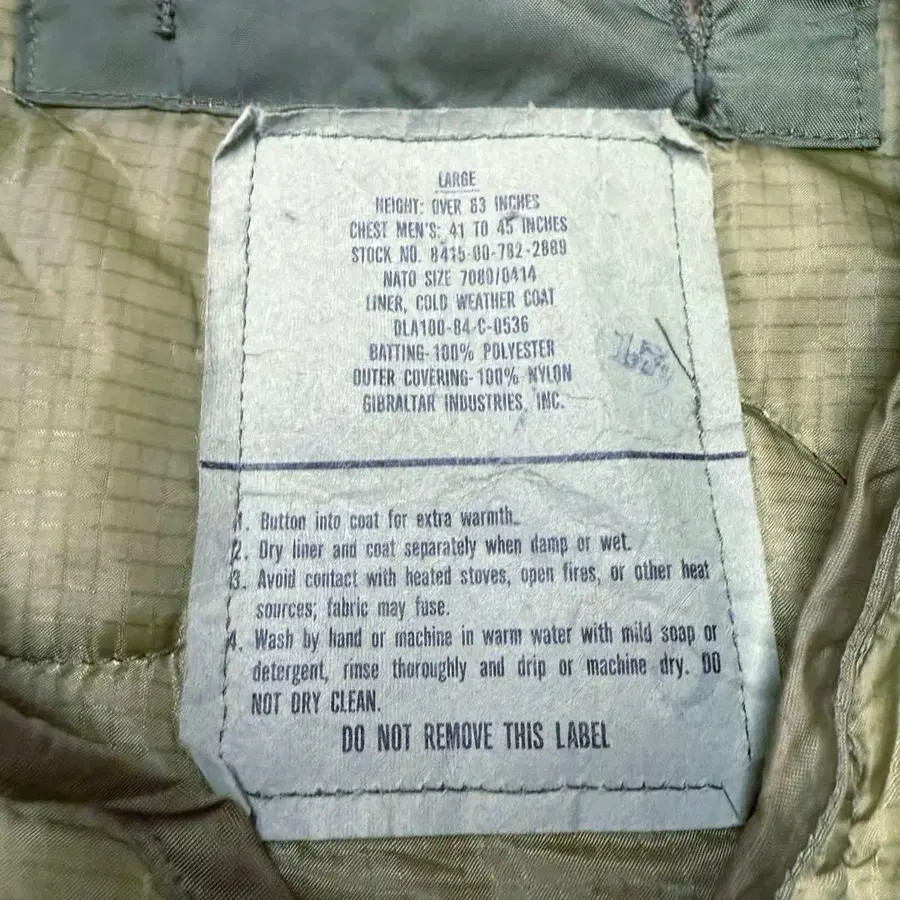 LARGE
HEIGHT: OVER 63 INCHES
CHEST MEN'S: 41 TO 45 INCHES
STOCK NO. 8415-00-782-2889
NATO SIZE 7080/0414
LINER, COLD WEATHER COAT
DLA100-84-C-0536
BATTING-100% POLYESTER
OUTER COVERING-100% NYLON
GIBRALTAR INDUSTRIES, INC.
1. Button into coat for extra warmth.
2. Dry liner and coat separately when damp or wet.
3. Avoid contact with heated stoves, open fires, or other heat
sources; fabric may fuse.
4. Wash by hand or machine in warm water with mild soap or
detergent, rinse thoroughly and drip or machine dry. DO
NOT DRY CLEAN.
DO NOT REMOVE THIS LABEL